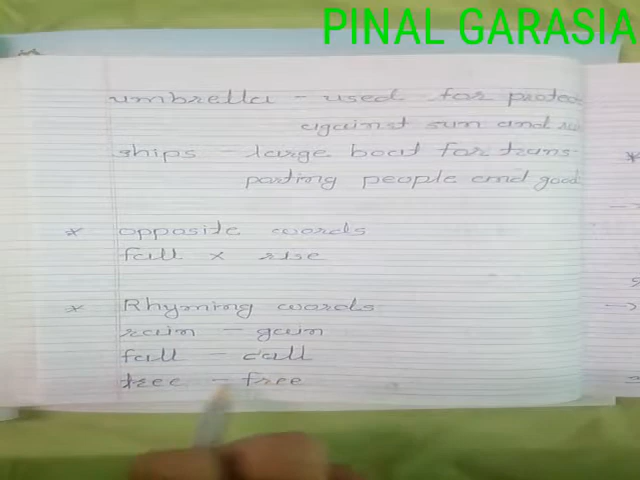 PINAL GARASIA
umbrella - used for protec
against sun and
ships - large boat for trans-
porting people and good
* opposite words
fall × rise
* Rhyming words
rain - gain
fall - call
tree - free